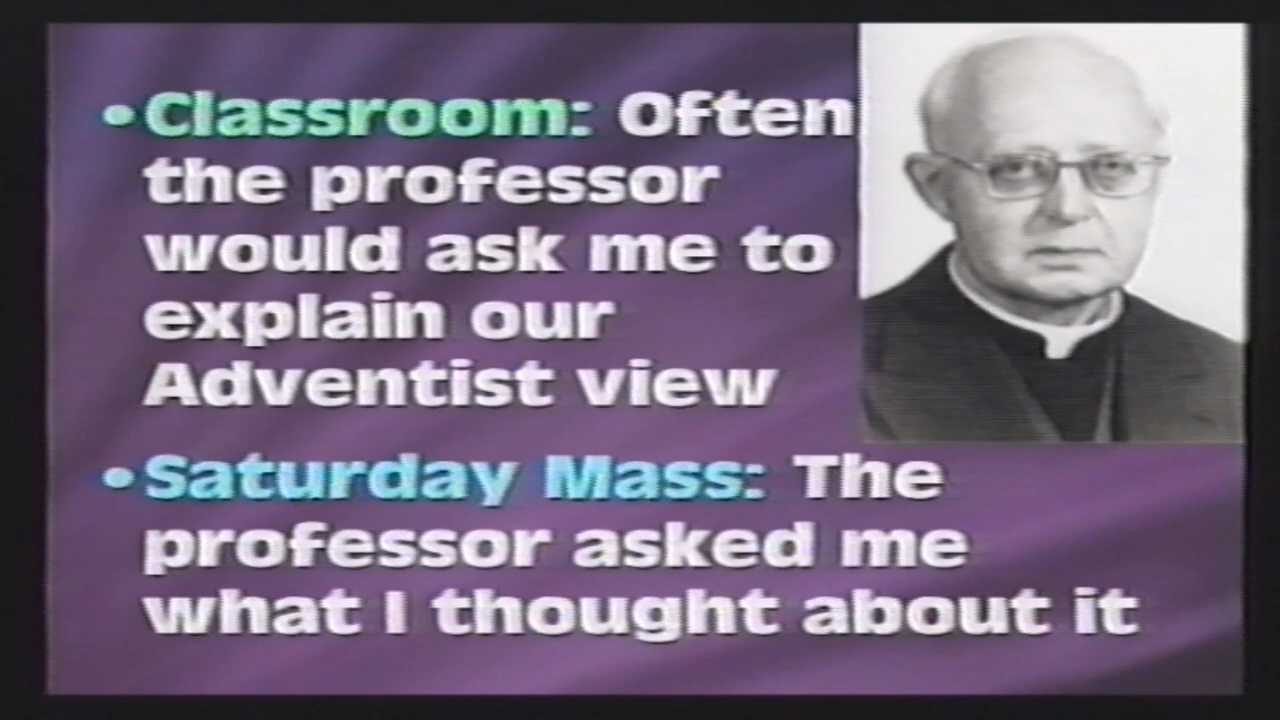 •Classroom: Often
the professor
would ask me to
explain our
Adventist view
•Saturday Mass: The
professor asked me
what I thought about it